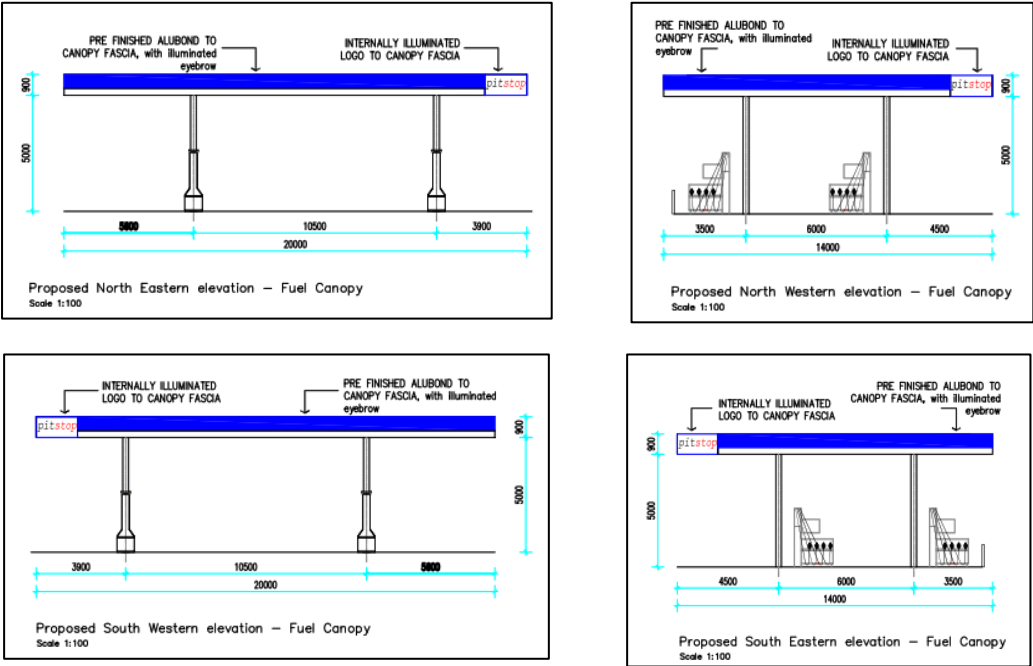 PRE FINISHED ALUBOND TO
CANOPY FASCIA, with illuminated
eyebrow
INTERNALLY ILLUMINATED
LOGO TO CANOPY FASCIA
pitstop
900
5000
10500
3900
20000
Proposed North Eastern elevation – Fuel Canopy
Scale 1:100
PRE FINISHED ALUBOND TO
CANOPY FASCIA, with illuminated
eyebrow
INTERNALLY ILLUMINATED
LOGO TO CANOPY FASCIA
pitstop
900
5000
3500
6000
4500
14000
Proposed North Western elevation – Fuel Canopy
Scale 1:100
INTERNALLY ILLUMINATED
LOGO TO CANOPY FASCIA
PRE FINISHED ALUBOND TO
CANOPY FASCIA, with illuminated
eyebrow
pitstop
900
5000
3900
10500
20000
Proposed South Western elevation – Fuel Canopy
Scale 1:100
PRE FINISHED ALUBOND TO
CANOPY FASCIA, with illuminated
eyebrow
INTERNALLY ILLUMINATED
LOGO TO CANOPY FASCIA
pitstop
900
5000
4500
6000
3500
14000
Proposed South Eastern elevation – Fuel Canopy
Scale 1:100